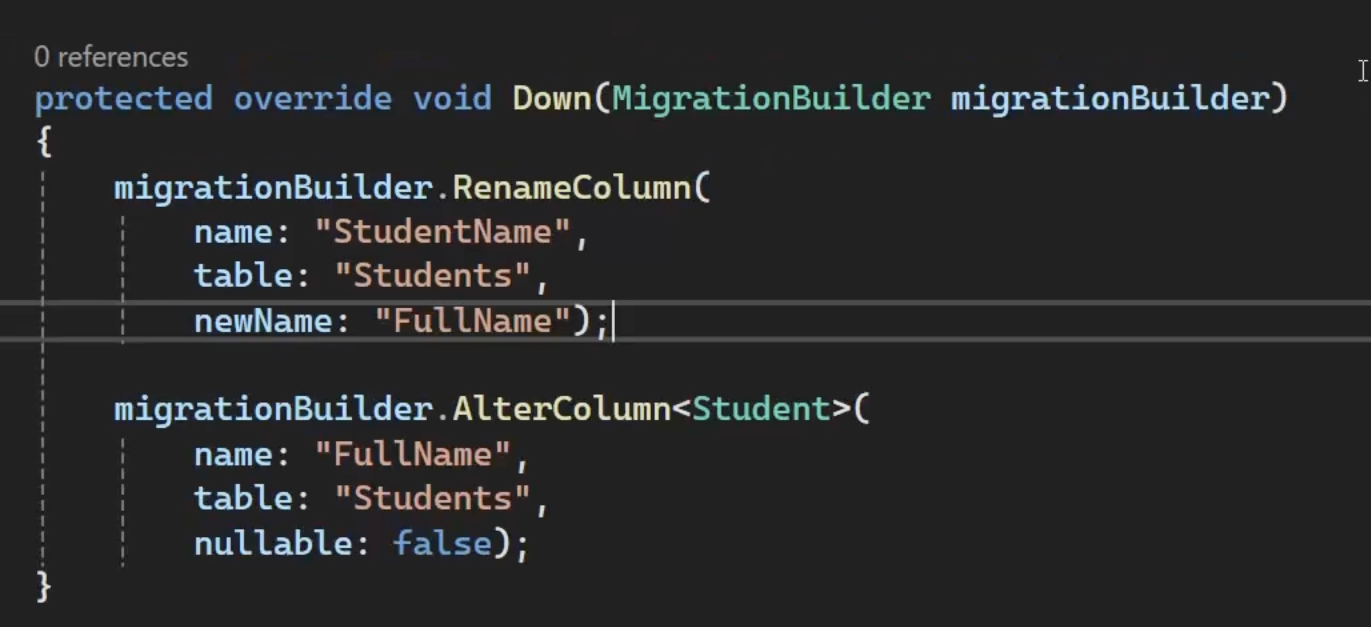 0 references
protected override void Down(MigrationBuilder migrationBuilder)
{
migrationBuilder.RenameColumn(
name: "StudentName",
table: "Students",
newName: "FullName");
migrationBuilder.AlterColumn<Student>(
name: "FullName",
table: "Students",
nullable: false);
}